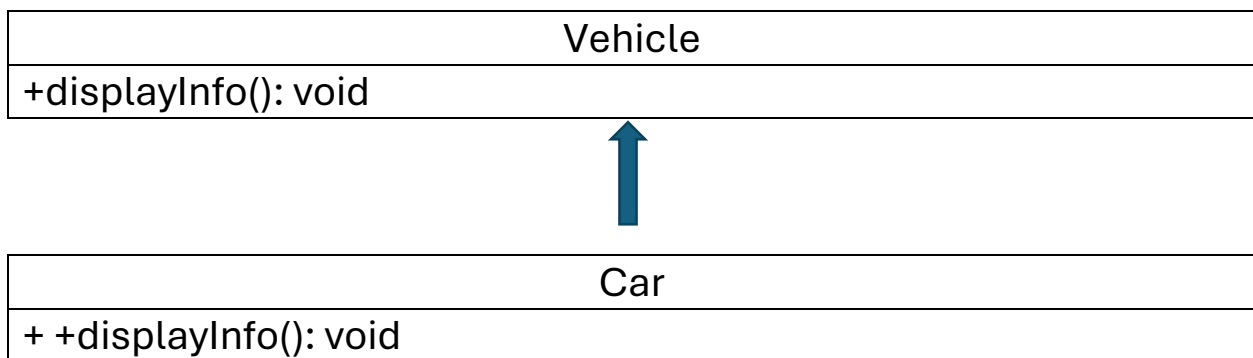 Vehicle
+displayInfo(): void
Car
+ +displayInfo(): void